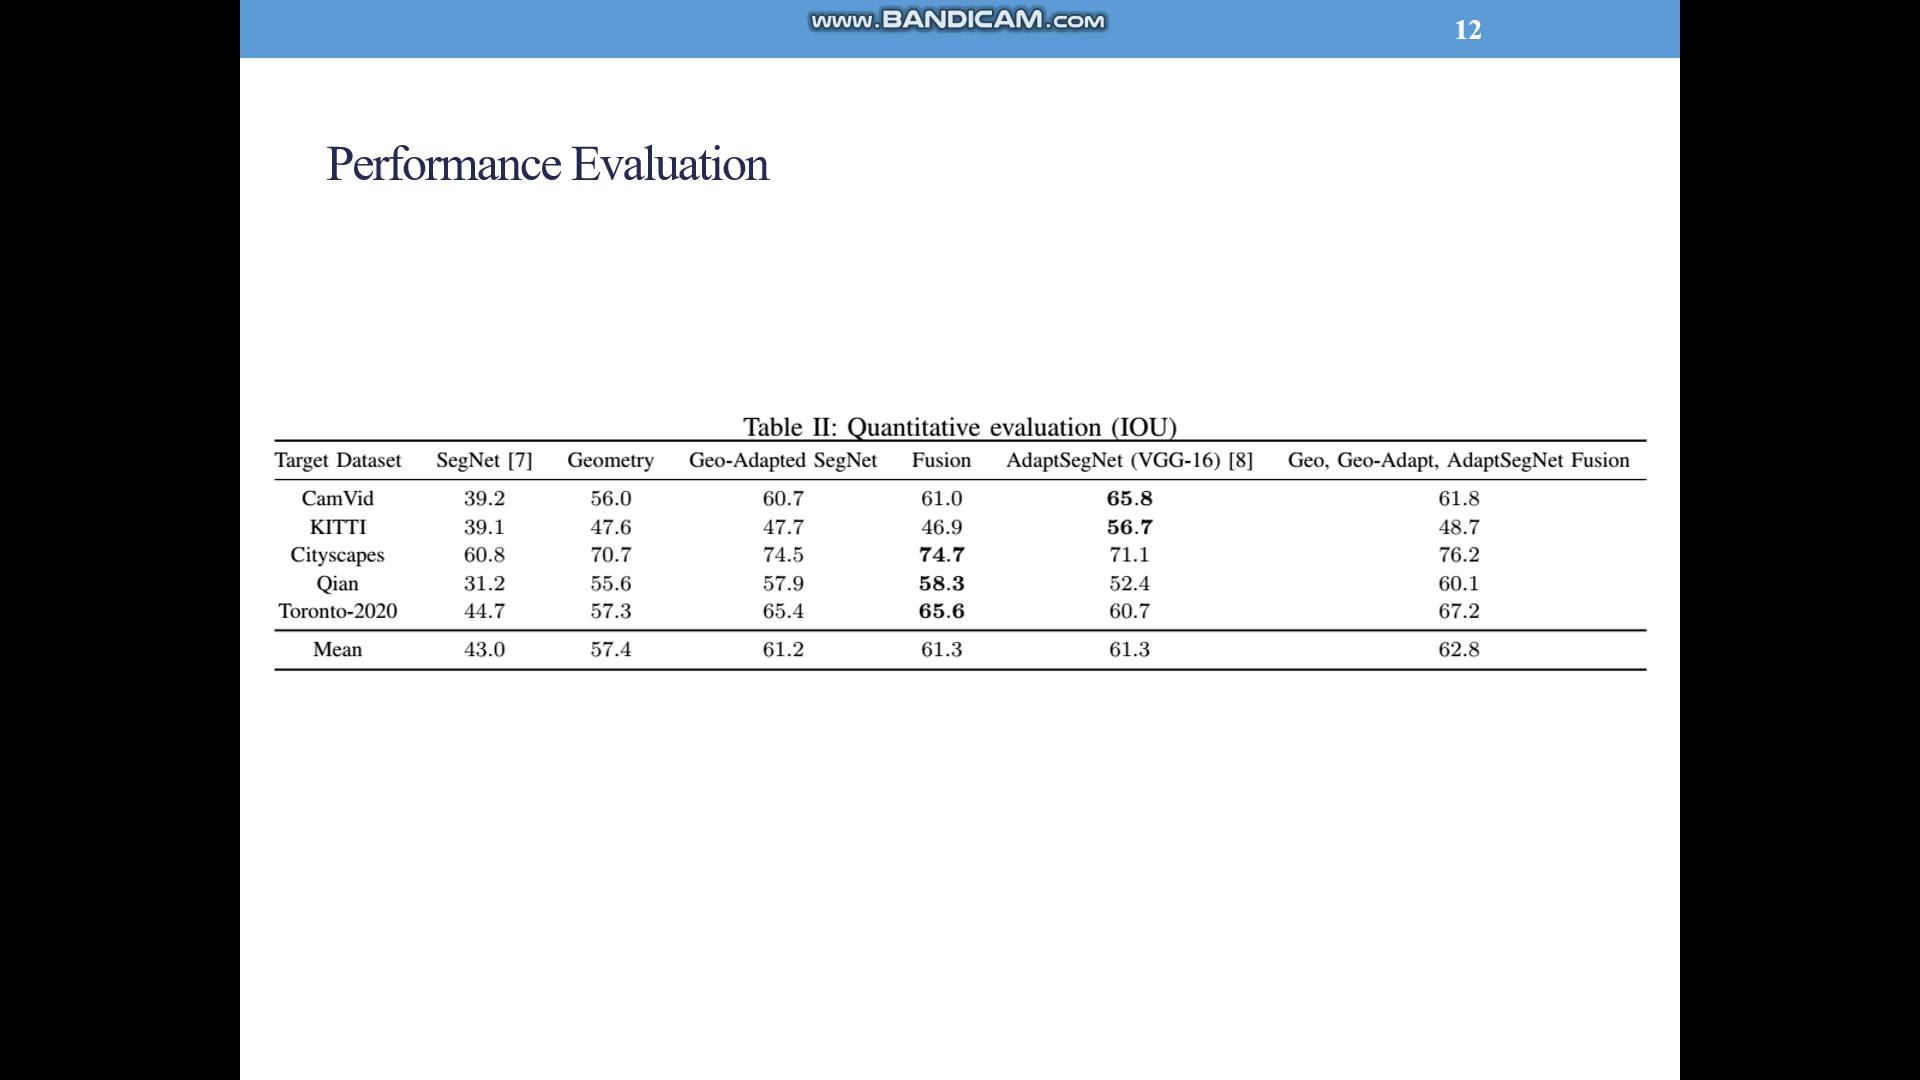 www.BANDICAM.com
12
Performance Evaluation
Table II: Quantitative evaluation (IOU)
Target Dataset SegNet [7] Geometry Geo-Adapted SegNet Fusion AdaptSegNet (VGG-16) [8] Geo, Geo-Adapt, AdaptSegNet Fusion
CamVid 39.2 56.0 60.7 61.0 65.8 61.8
KITTI 39.1 47.6 47.7 46.9 56.7 48.7
Cityscapes 60.8 70.7 74.5 74.7 71.1 76.2
Qian 31.2 55.6 57.9 58.3 52.4 60.1
Toronto-2020 44.7 57.3 65.4 65.6 60.7 67.2
Mean 43.0 57.4 61.2 61.3 61.3 62.8